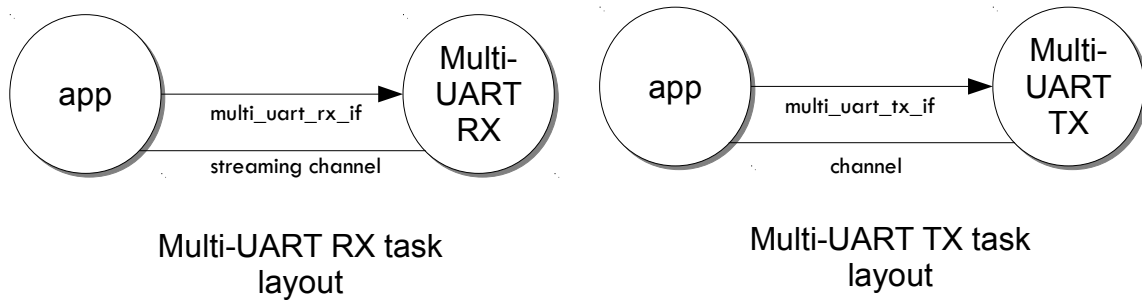 app
multi_uart_rx_if
streaming channel
Multi-
UART
RX
Multi-UART RX task
layout
app
multi_uart_tx_if
channel
Multi-
UART
TX
Multi-UART TX task
layout